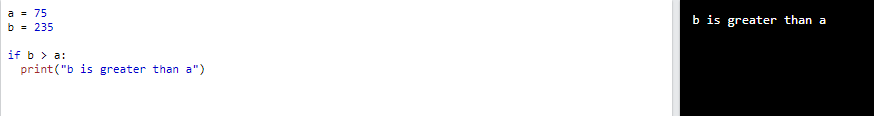 a = 75
b = 235

if b > a:
  print("b is greater than a")
b is greater than a